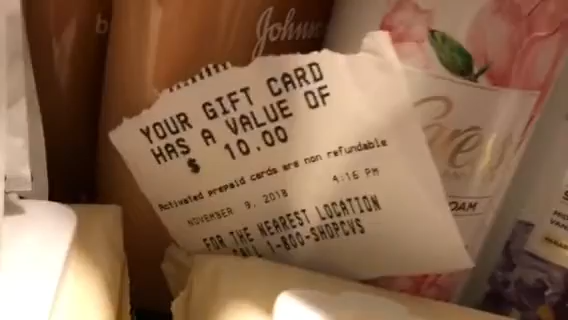 Johnson
YOUR GIFT CARD
HAS A VALUE OF
$ 10.00
Activated prepaid cards are non refundable
NOVEMBER 9, 2018 4:16 PM
FOR THE NEAREST LOCATION
CALL 1-800-SHOPCVS
Caress